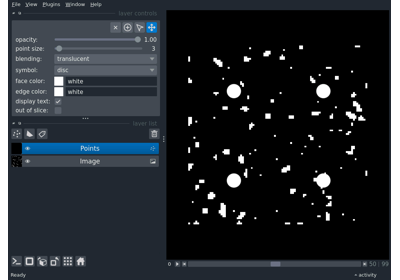 File View Plugins Window Help
layer controls
opacity: 1.00
point size: 3
blending: translucent
symbol: disc
face color: white
edge color: white
display text:
out of slice:
layer list
Points
Image
50 99
Ready
activity